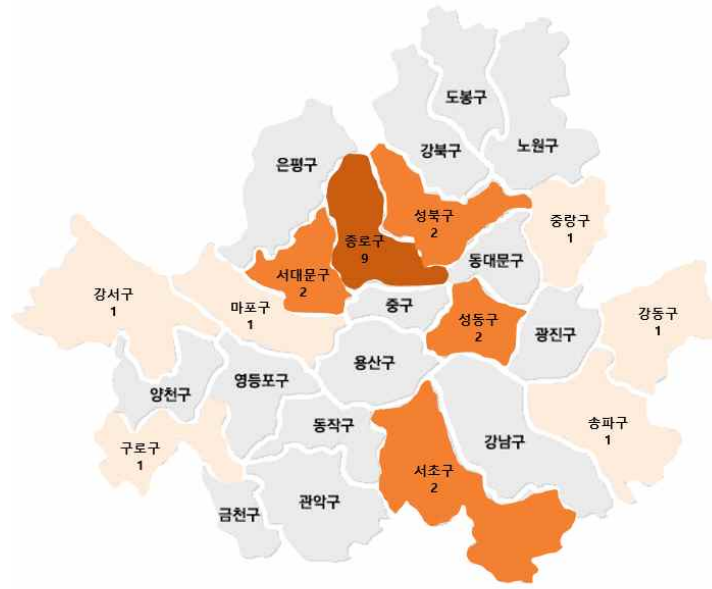 도봉구
강북구
노원구
은평구
성북구
2
중랑구
1
종로구
9
동대문구
서대문구
2
강서구
1
마포구
1
중구
성동구
2
광진구
강동구
1
용산구
양천구
영등포구
동작구
강남구
송파구
1
구로구
1
서초구
2
관악구
금천구